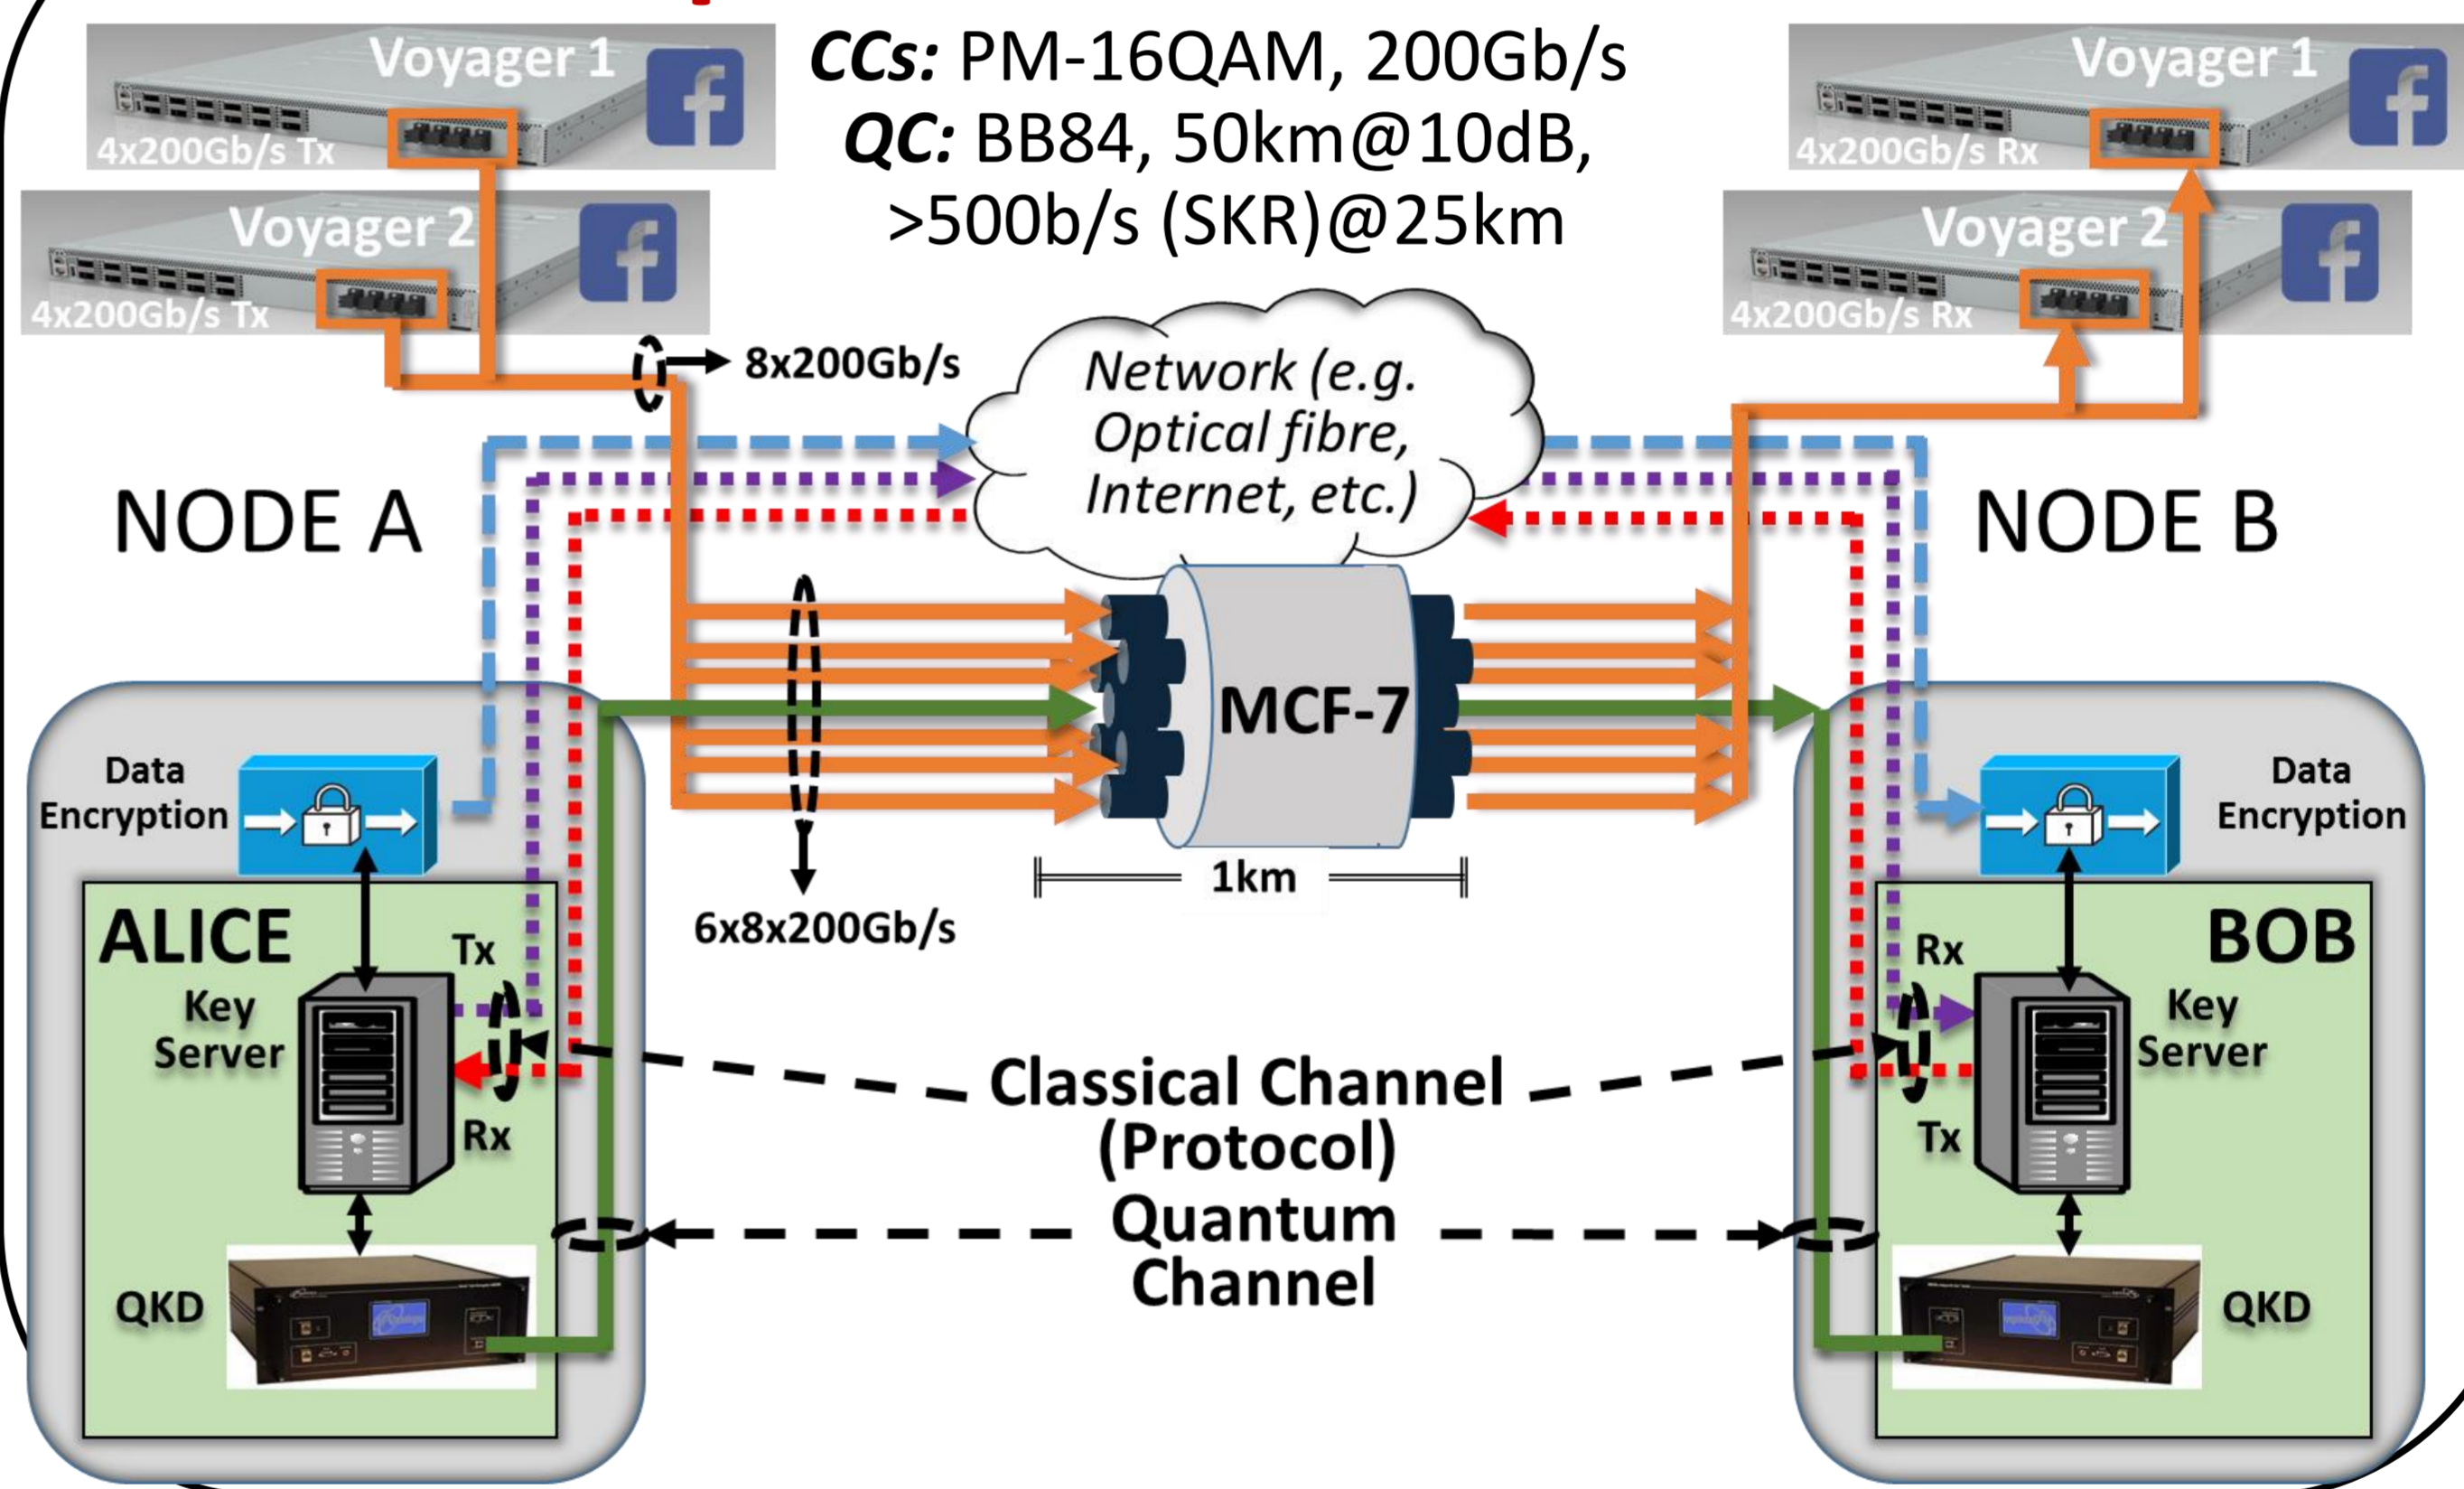 CCs: PM-16QAM, 200Gb/s
QC: BB84, 50km@10dB,
>500b/s (SKR)@25km
Voyager 1
4x200Gb/s Tx
Voyager 2
4x200Gb/s Tx
Voyager 1
4x200Gb/s Rx
Voyager 2
4x200Gb/s Rx
8x200Gb/s
Network (e.g.
Optical fibre,
Internet, etc.)
NODE A
NODE B
MCF-7
1km
6x8x200Gb/s
Data
Encryption
ALICE
Tx
Key
Server
Rx
QKD
Data
Encryption
BOB
Rx
Key
Server
Tx
QKD
Classical Channel
(Protocol)
Quantum
Channel